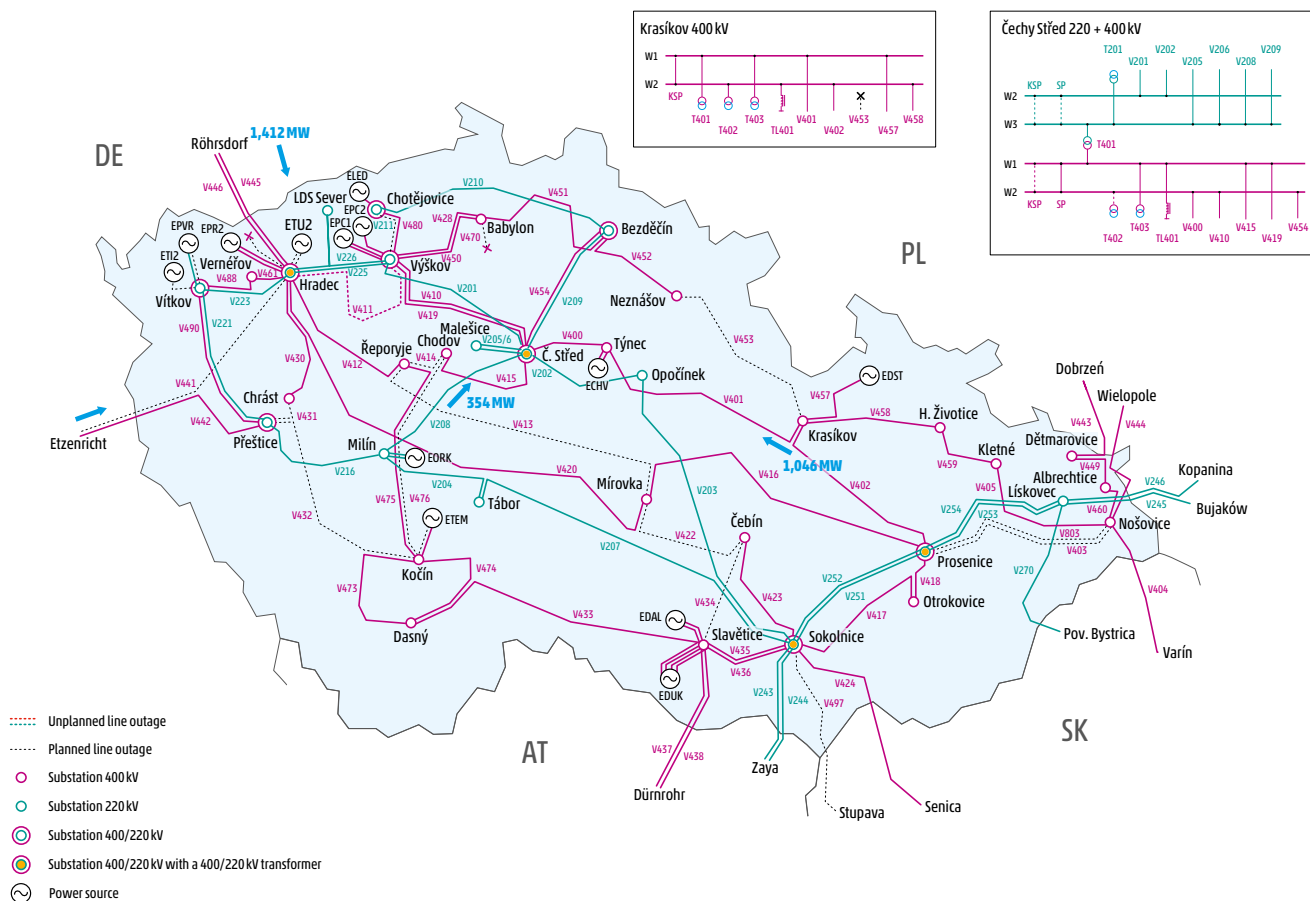 Krasíkov 400 kV
W1
W2
KSP
T401
T402
T403
TL401
V401
V402
V453
V457
V458
Čechy Střed 220 + 400 kV
T201
V201
V202
V205
V206
V208
V209
KSP
SP
W2
W3
T401
W1
W2
KSP
SP
T402
T403
TL401
V400
V410
V415
V419
V454
DE
PL
AT
SK
1,412 MW
354 MW
1,046 MW
Röhrsdorf
V446
V445
LDS Sever
ELED
Chotějovice
EPC2
V211
EPC1
V480
V210
V428
V470
V450
Babylon
V451
Bezděčín
V452
EPVR
EPR2
ETU2
ETI2
Vernéřov
V488
V461
Hradec
V226
V225
Výškov
V201
V454
V209
Neznášov
Vítkov
V223
V221
V490
V411
V410
V419
Malešice
V205/6
Č. Střed
V202
V400
Týnec
ECHV
V453
V430
V412
Řeporyje
Chodov
V414
V415
Opočínek
V401
V457
EDST
V458
Krasíkov
H. Životice
Dobrzeń
Wielopole
V441
V442
Etzenricht
Chrást
V431
Přeštice
V208
V413
Milín
EORK
V216
V204
Tábor
V420
V416
V402
Mírovka
V203
V459
Kletné
V405
V443
V444
Dětmarovice
V449
Albrechtice
Lískovec
V460
V246
V245
Kopanina
Bujaków
V254
V253
V803
V403
Nošovice
V475
V476
ETEM
V432
Kočín
V473
V474
Dasný
V207
V422
Čebín
V423
V252
V251
Prosenice
V418
V417
Otrokovice
V270
V404
Pov. Bystrica
Varín
V433
EDAL
V434
Slavětice
V435
V436
EDUK
Sokolnice
V243
V244
V424
V497
V437
V438
Dürnrohr
Zaya
Stupava
Senica
Unplanned line outage
Planned line outage
Substation 400 kV
Substation 220 kV
Substation 400/220 kV
Substation 400/220 kV with a 400/220 kV transformer
Power source